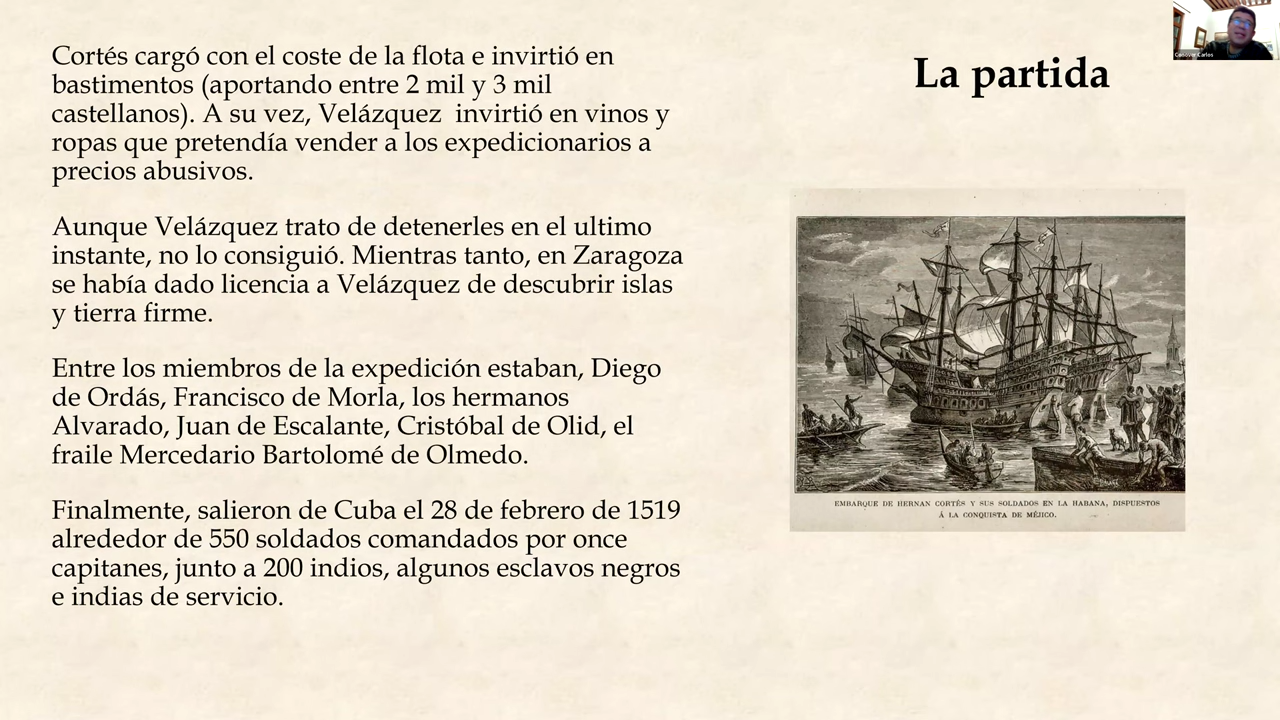 Cortés cargó con el coste de la flota e invirtió en
bastimentos (aportando entre 2 mil y 3 mil
castellanos). A su vez, Velázquez  invirtió en vinos y
ropas que pretendía vender a los expedicionarios a
precios abusivos.
Aunque Velázquez trato de detenerles en el ultimo
instante, no lo consiguió. Mientras tanto, en Zaragoza
se había dado licencia a Velázquez de descubrir islas
y tierra firme.
Entre los miembros de la expedición estaban, Diego
de Ordás, Francisco de Morla, los hermanos
Alvarado, Juan de Escalante, Cristóbal de Olid, el
fraile Mercedario Bartolomé de Olmedo.
Finalmente, salieron de Cuba el 28 de febrero de 1519
alrededor de 550 soldados comandados por once
capitanes, junto a 200 indios, algunos esclavos negros
e indias de servicio.
La partida
EMBARQUE DE HERNAN CORTÉS Y SUS SOLDADOS EN LA HABANA, DISPUESTOS
Á LA CONQUISTA DE MÉJICO.
Carlos